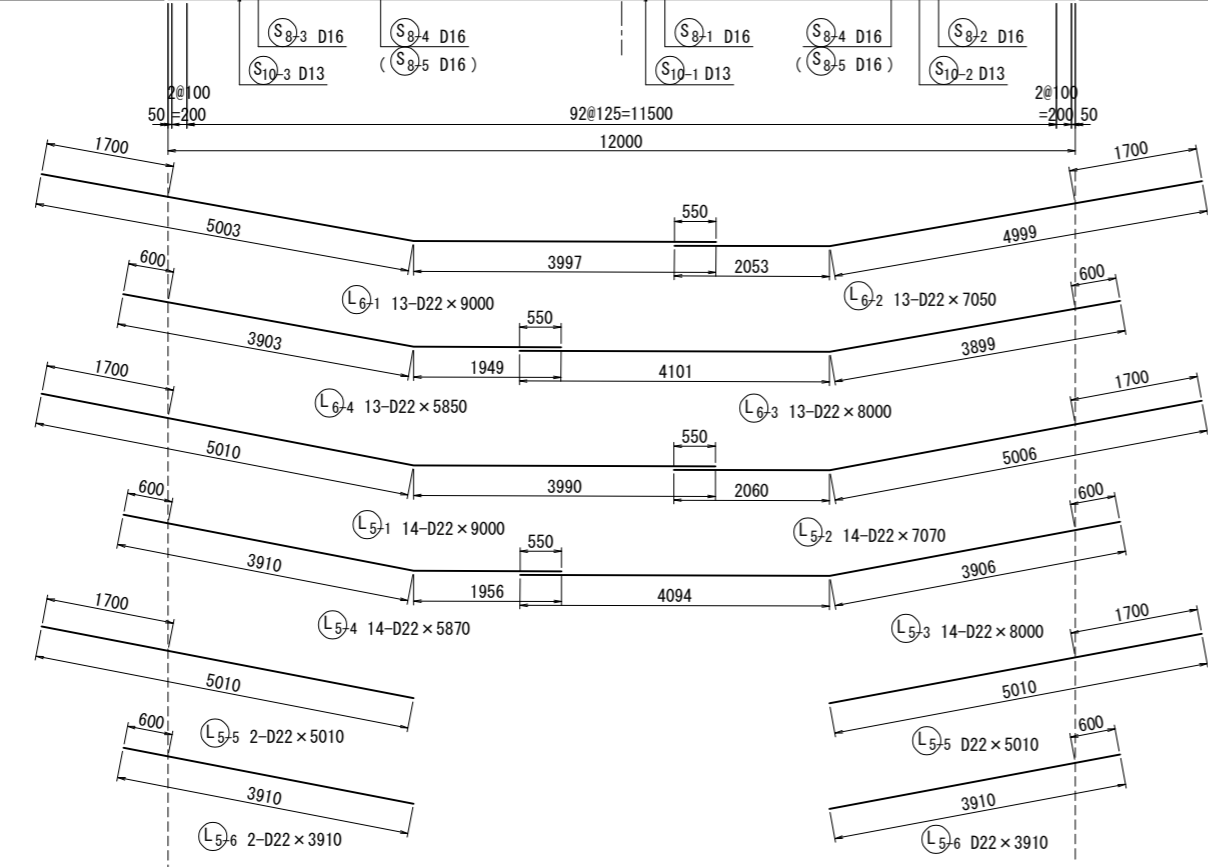 S8-3 D16
S8-4 D16
S8-1 D16
S8-4 D16
S8-2 D16
S10-3 D13
( S8-5 D16 )
S10-1 D13
( S8-5 D16 )
S10-2 D13
2@100
=200
50
92@125=11500
2@100
=200
50
12000
1700
1700
550
5003
3997
2053
4999
600
600
L6-1 13-D22×9000
L6-2 13-D22×7050
550
3903
1949
4101
3899
1700
1700
L6-4 13-D22×5850
L6-3 13-D22×8000
550
5010
3990
2060
5006
600
600
L5-1 14-D22×9000
L5-2 14-D22×7070
550
3910
1956
4094
3906
1700
1700
L5-4 14-D22×5870
L5-3 14-D22×8000
5010
5010
600
600
L5-5 2-D22×5010
L5-5 D22×5010
3910
3910
L5-6 2-D22×3910
L5-6 D22×3910